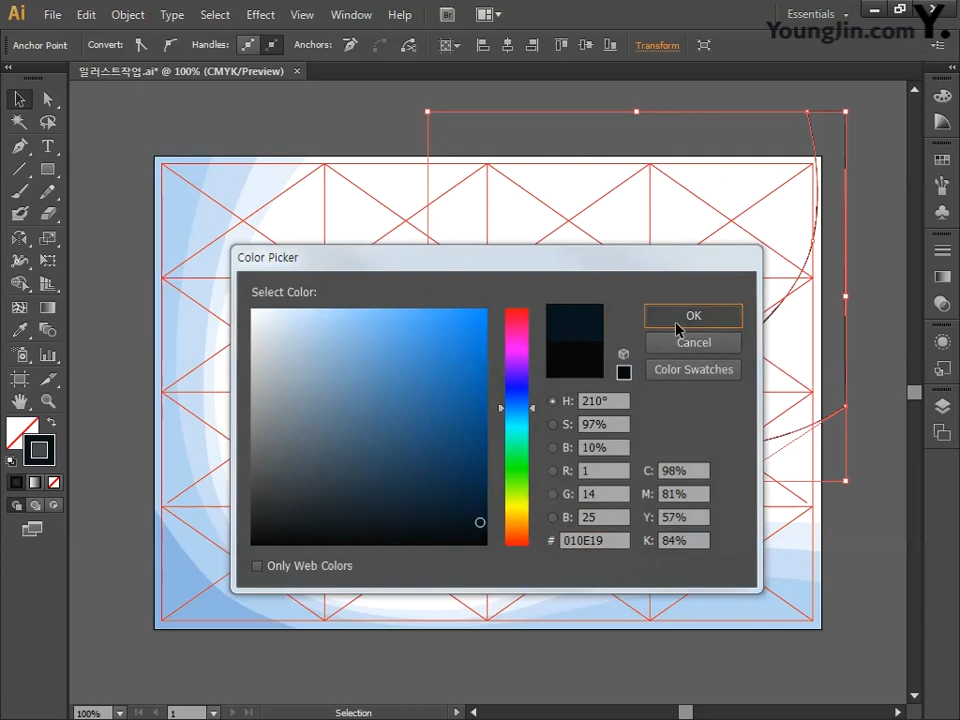 Ai File Edit Object Type Select Effect View Window Help Br Essentials
YoungJin.com Y.
Anchor Point Convert: Handles: Anchors: Transform
일러스트작업.ai* @ 100% (CMYK/Preview) ×
Color Picker
Select Color:
OK
Cancel
Color Swatches
H: 210°
S: 97%
B: 10%
R: 1 C: 98%
G: 14 M: 81%
B: 25 Y: 57%
# 010E19 K: 84%
Only Web Colors
100% 1 Selection